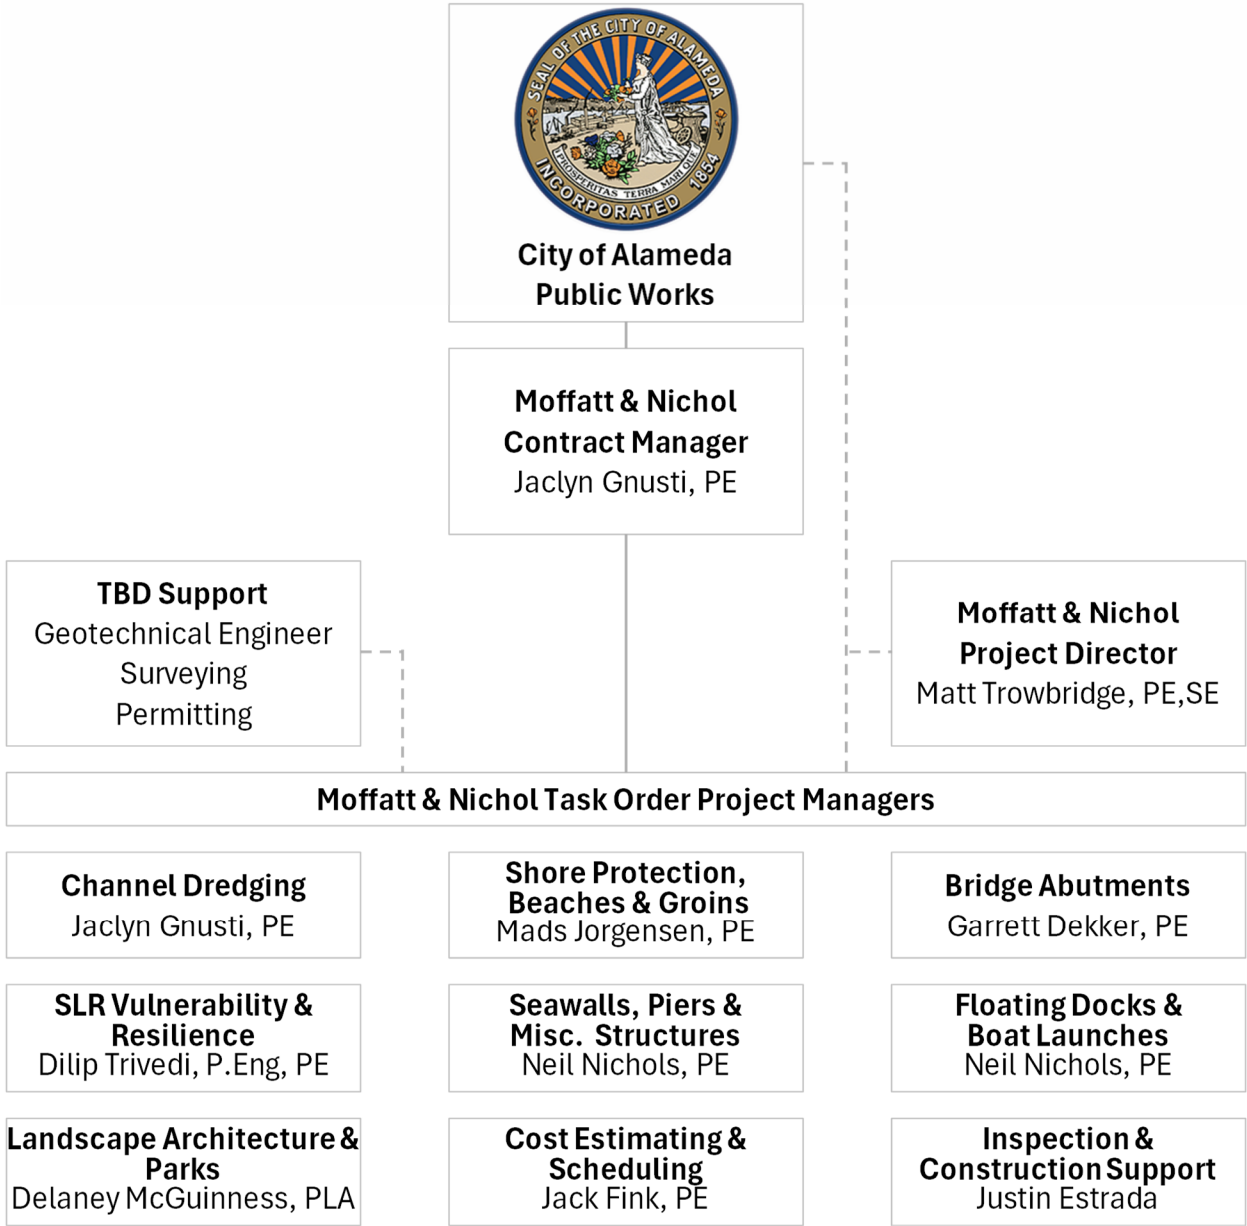 SEAL OF THE CITY OF ALAMEDA
PROSPERITAS TERRA MARI QUE
INCORPORATED 1854
City of Alameda
Public Works
Moffatt & Nichol
Contract Manager
Jaclyn Gnusti, PE
TBD Support
Geotechnical Engineer
Surveying
Permitting
Moffatt & Nichol
Project Director
Matt Trowbridge, PE,SE
Moffatt & Nichol Task Order Project Managers
Channel Dredging
Jaclyn Gnusti, PE
Shore Protection,
Beaches & Groins
Mads Jorgensen, PE
Bridge Abutments
Garrett Dekker, PE
SLR Vulnerability &
Resilience
Dilip Trivedi, P.Eng, PE
Seawalls, Piers &
Misc. Structures
Neil Nichols, PE
Floating Docks &
Boat Launches
Neil Nichols, PE
Landscape Architecture &
Parks
Delaney McGuinness, PLA
Cost Estimating &
Scheduling
Jack Fink, PE
Inspection &
Construction Support
Justin Estrada